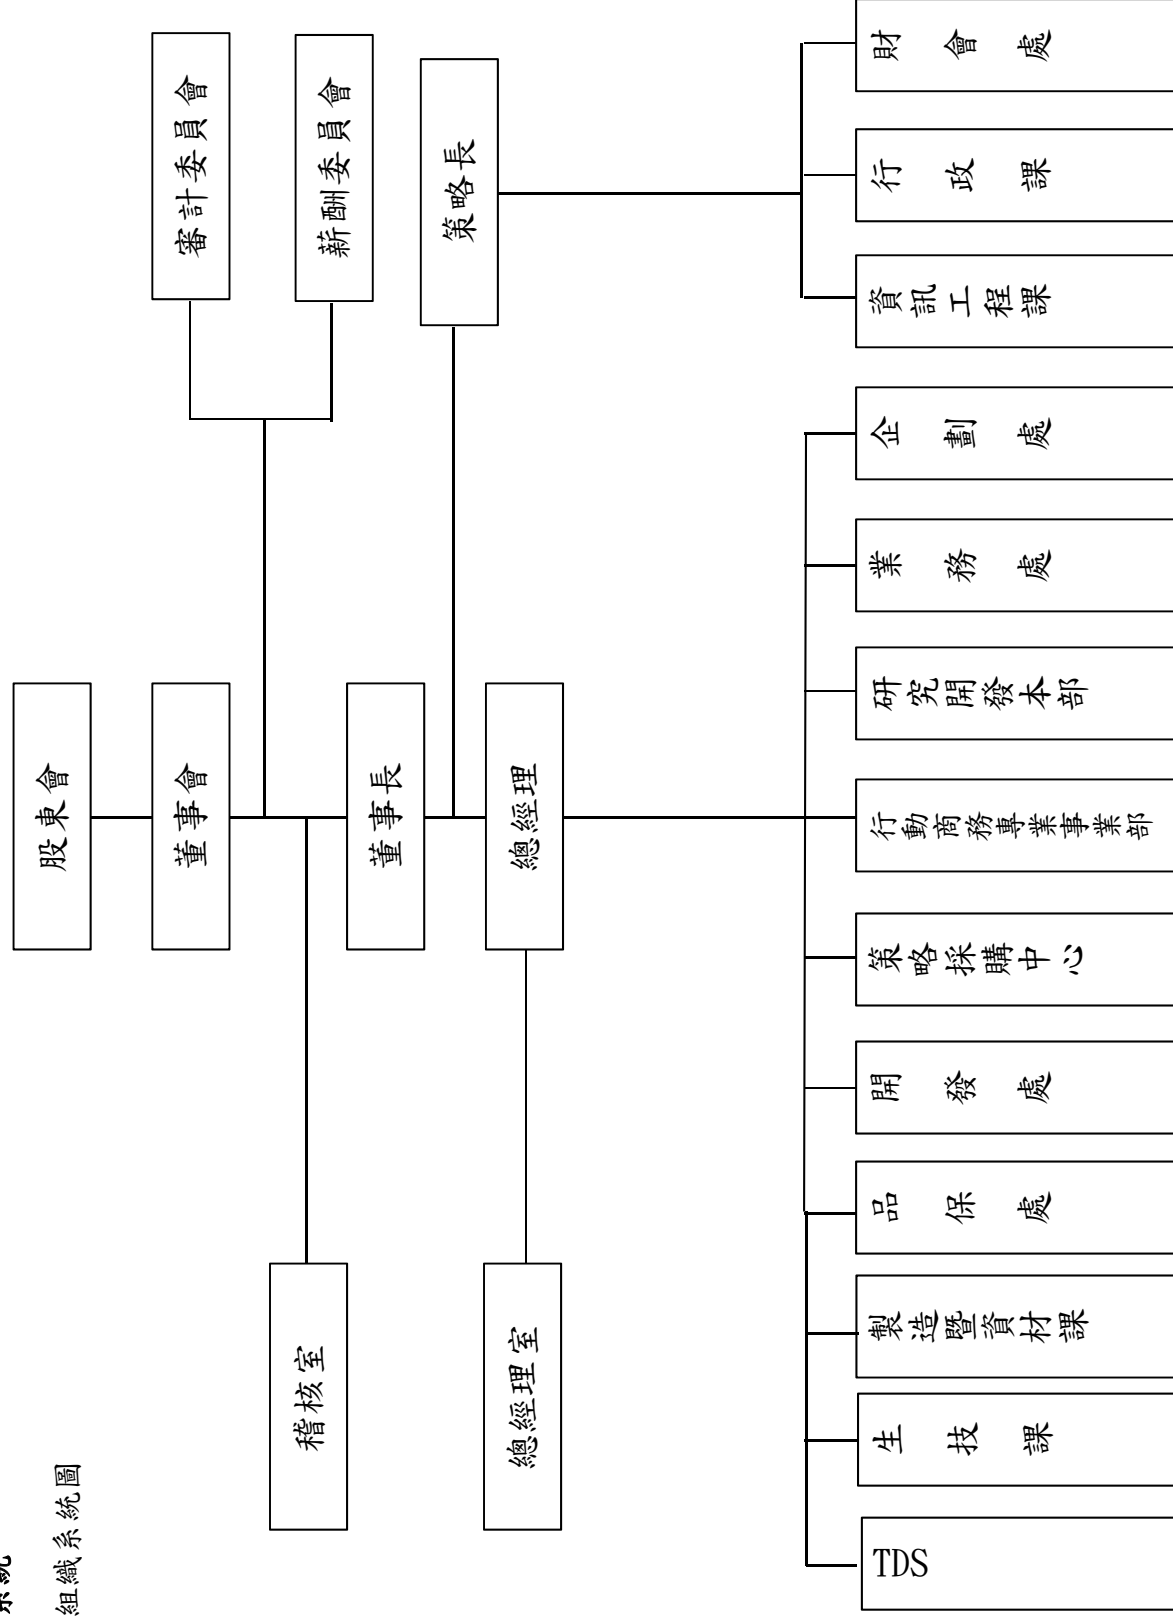 系統
組織系統圖
股東會
董事會
審計委員會
薪酬委員會
稽核室
董事長
策略長
總經理
總經理室
TDS
生技課
製造暨資材課
品保處
開發處
策略採購中心
行動商務專業事業部
研究開發本部
業務處
企劃處
資訊工程課
行政課
財會處